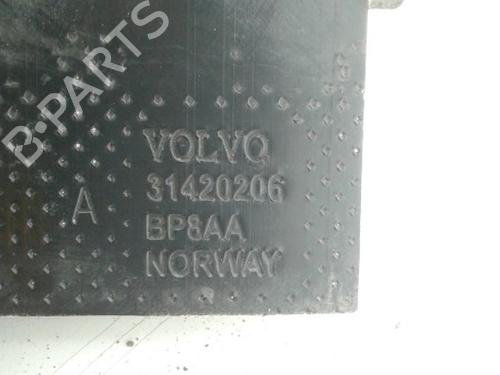 B-PARTS
VOLVO
31420206
A
BP8AA
NORWAY